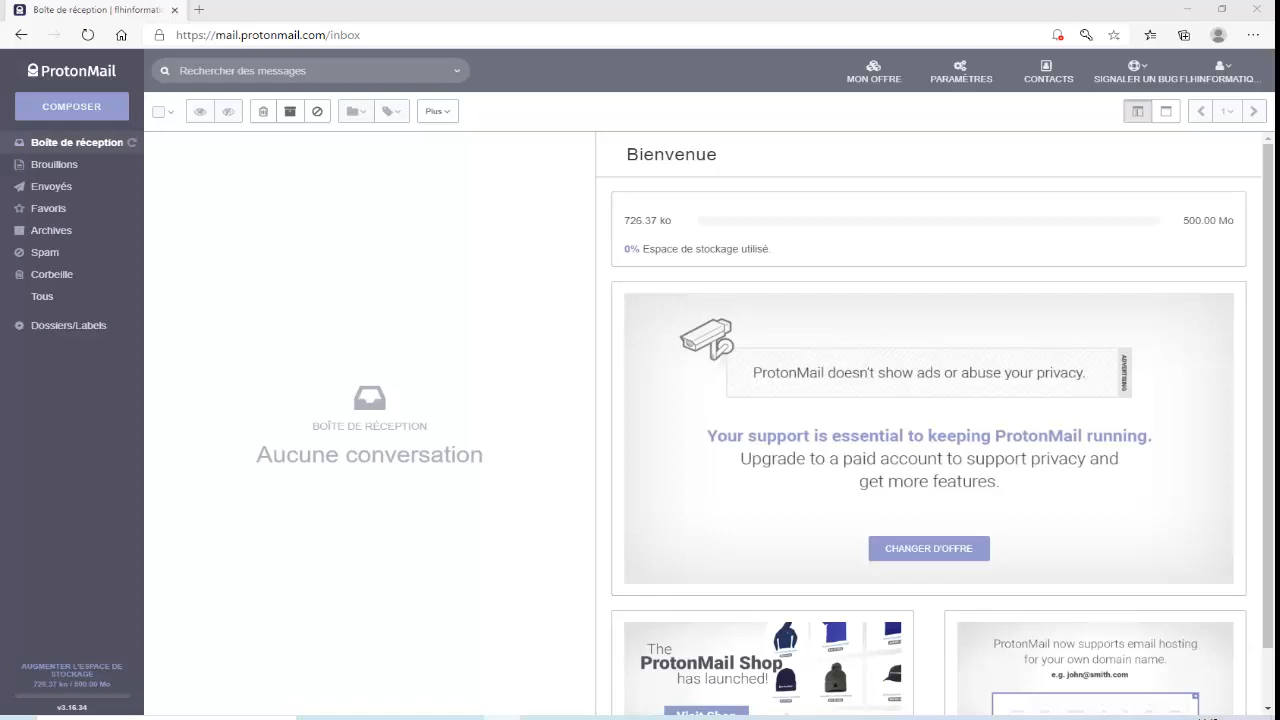 Boîte de réception | flhinformatio
https://mail.protonmail.com/inbox
ProtonMail
Rechercher des messages
MON OFFRE
PARAMÈTRES
CONTACTS
SIGNALER UN BUG
FLHINFORMATIQ...
COMPOSER
Plus
1
Boîte de réception
Brouillons
Envoyés
Favoris
Archives
Spam
Corbeille
Tous
Dossiers/Labels
AUGMENTER L'ESPACE DE
STOCKAGE
726.37 ko / 500.00 Mo
v3.16.34
BOÎTE DE RÉCEPTION
Aucune conversation
Bienvenue
726.37 ko
500.00 Mo
0% Espace de stockage utilisé.
ProtonMail doesn't show ads or abuse your privacy.
ADVERTISING
Your support is essential to keeping ProtonMail running.
Upgrade to a paid account to support privacy and
get more features.
CHANGER D'OFFRE
The
ProtonMail Shop
has launched!
Visit Shop
ProtonMail now supports email hosting
for your own domain name.
e.g. john@smith.com